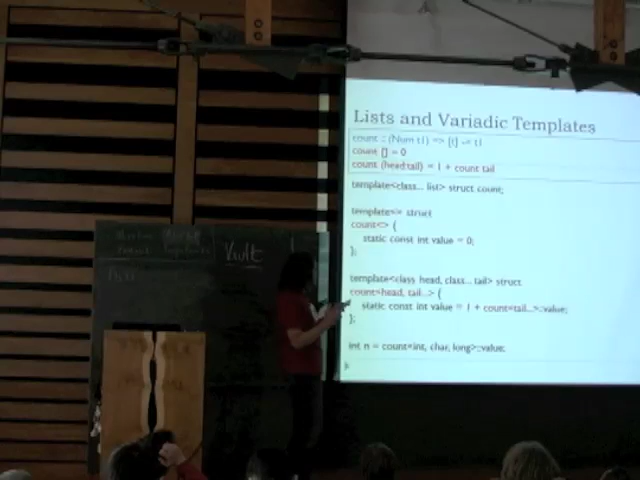 Lists and Variadic Templates
count :: (Num t1) => [t] -> t1
count [] = 0
count (head:tail) = 1 + count tail
template<class... list> struct count;
template<> struct
count<> {
static const int value = 0;
};
template<class head, class... tail> struct
count<head, tail...> {
static const int value = 1 + count<tail...>::value;
};
int n = count<int, char, long>::value;
Vault